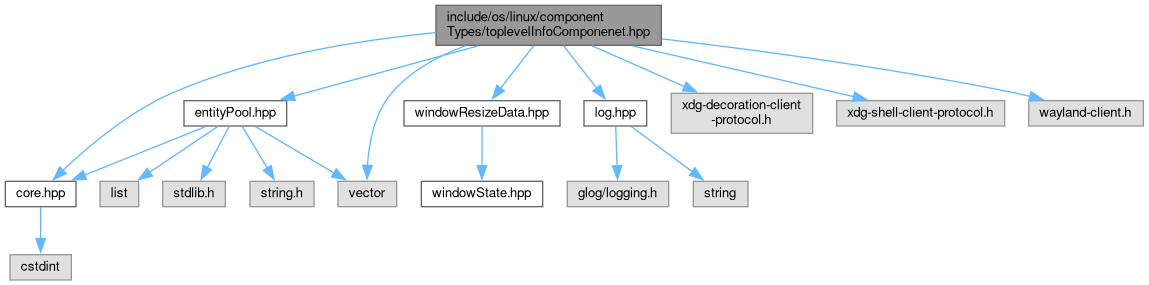 include/os/linux/component
Types/toplevelInfoComponenet.hpp
entityPool.hpp
windowResizeData.hpp
log.hpp
xdg-decoration-client
-protocol.h
xdg-shell-client-protocol.h
wayland-client.h
core.hpp
list
stdlib.h
string.h
vector
windowState.hpp
glog/logging.h
string
cstdint